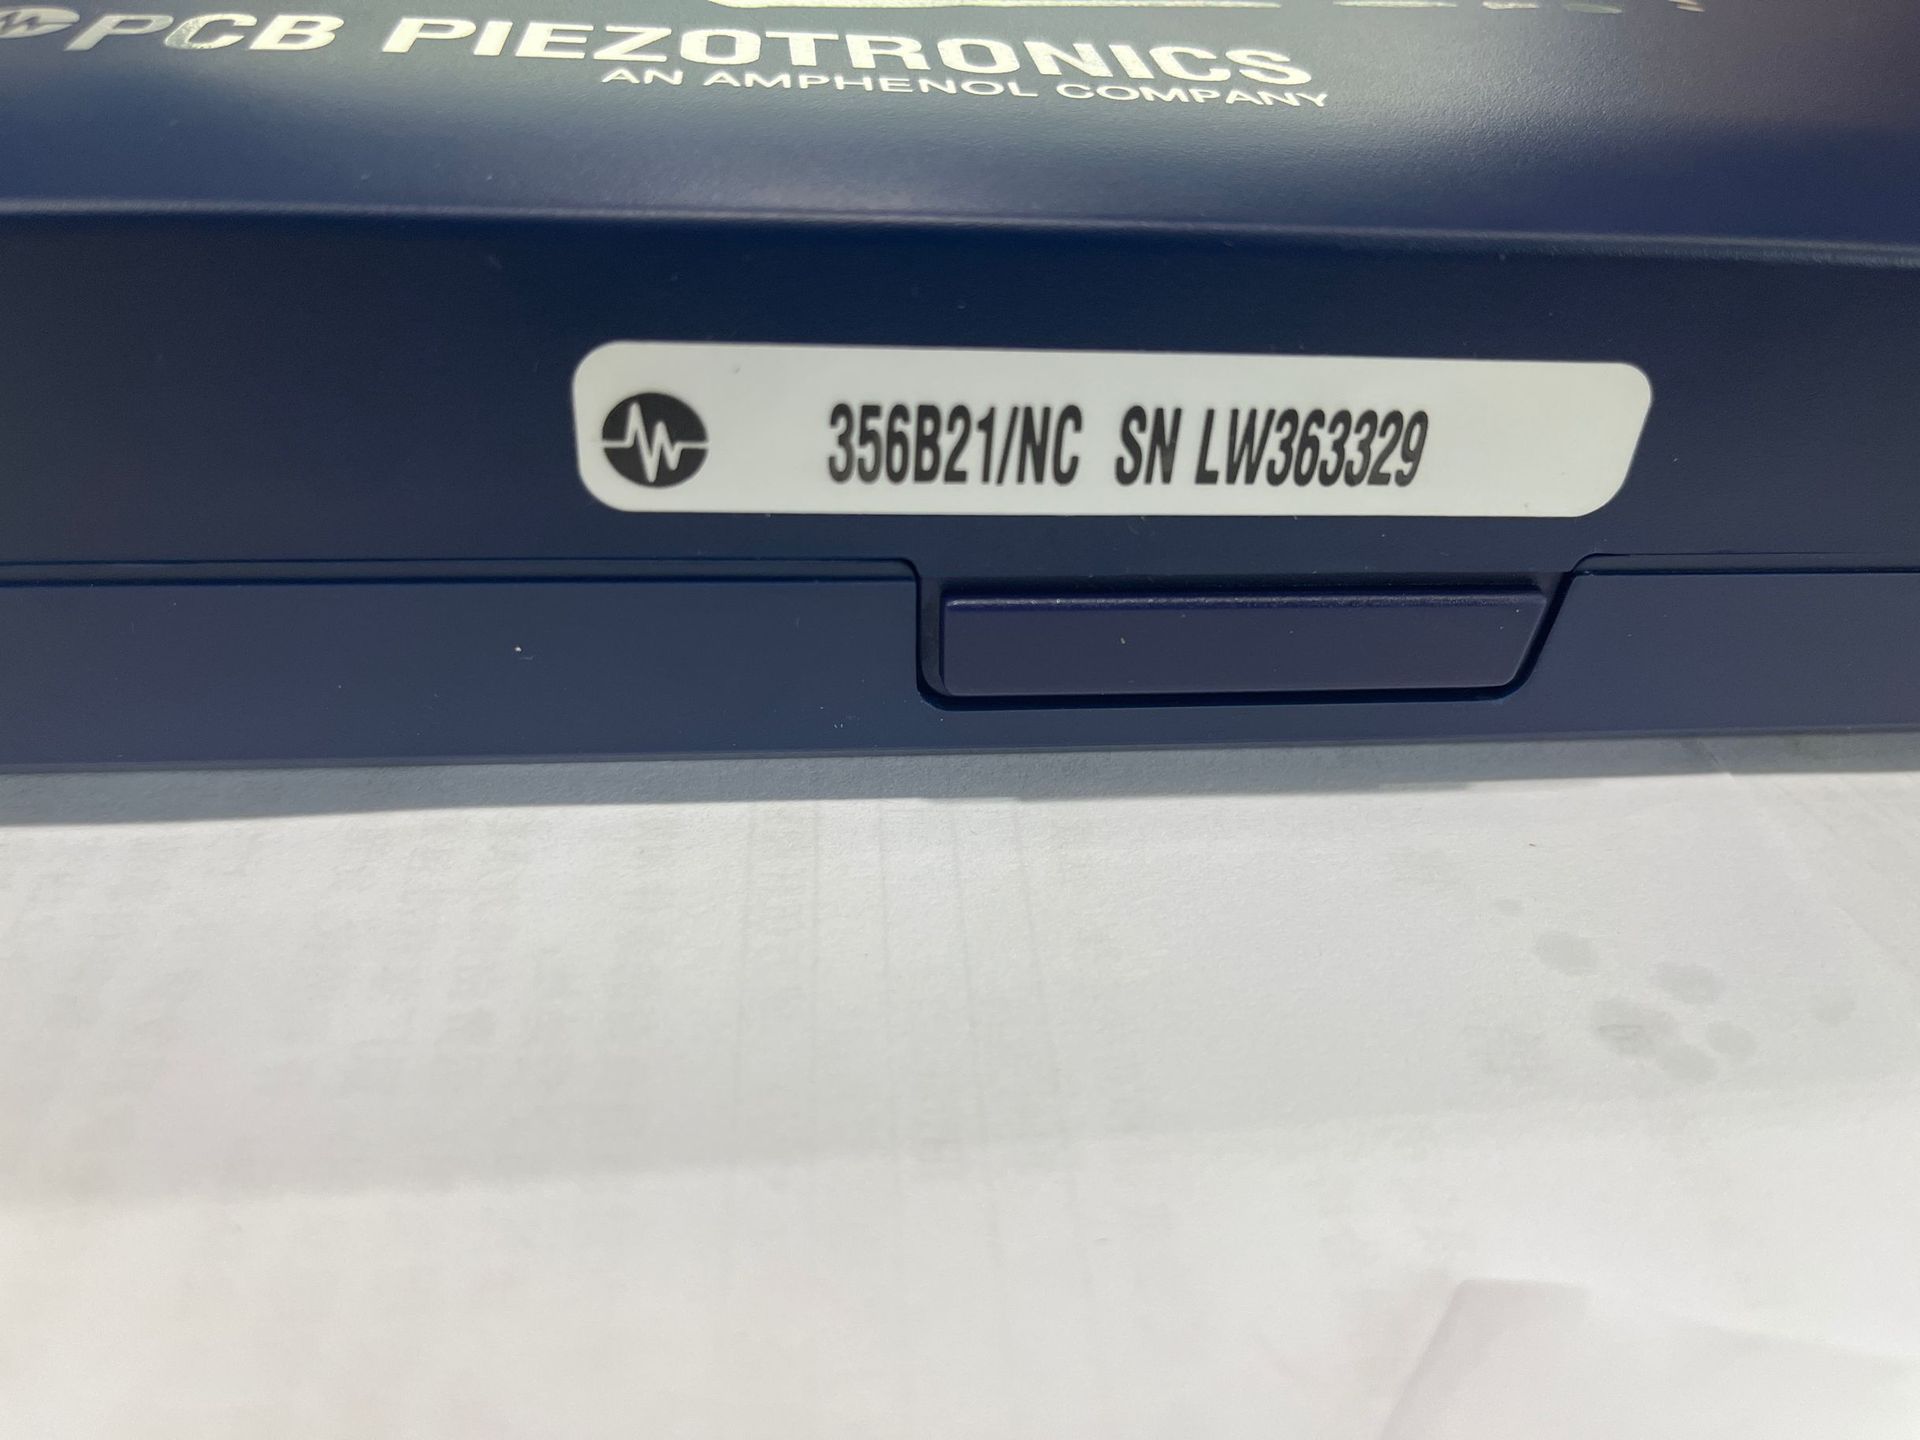 PCB PIEZOTRONICS
AN AMPHENOL COMPANY
356B21/NC SN LW363329